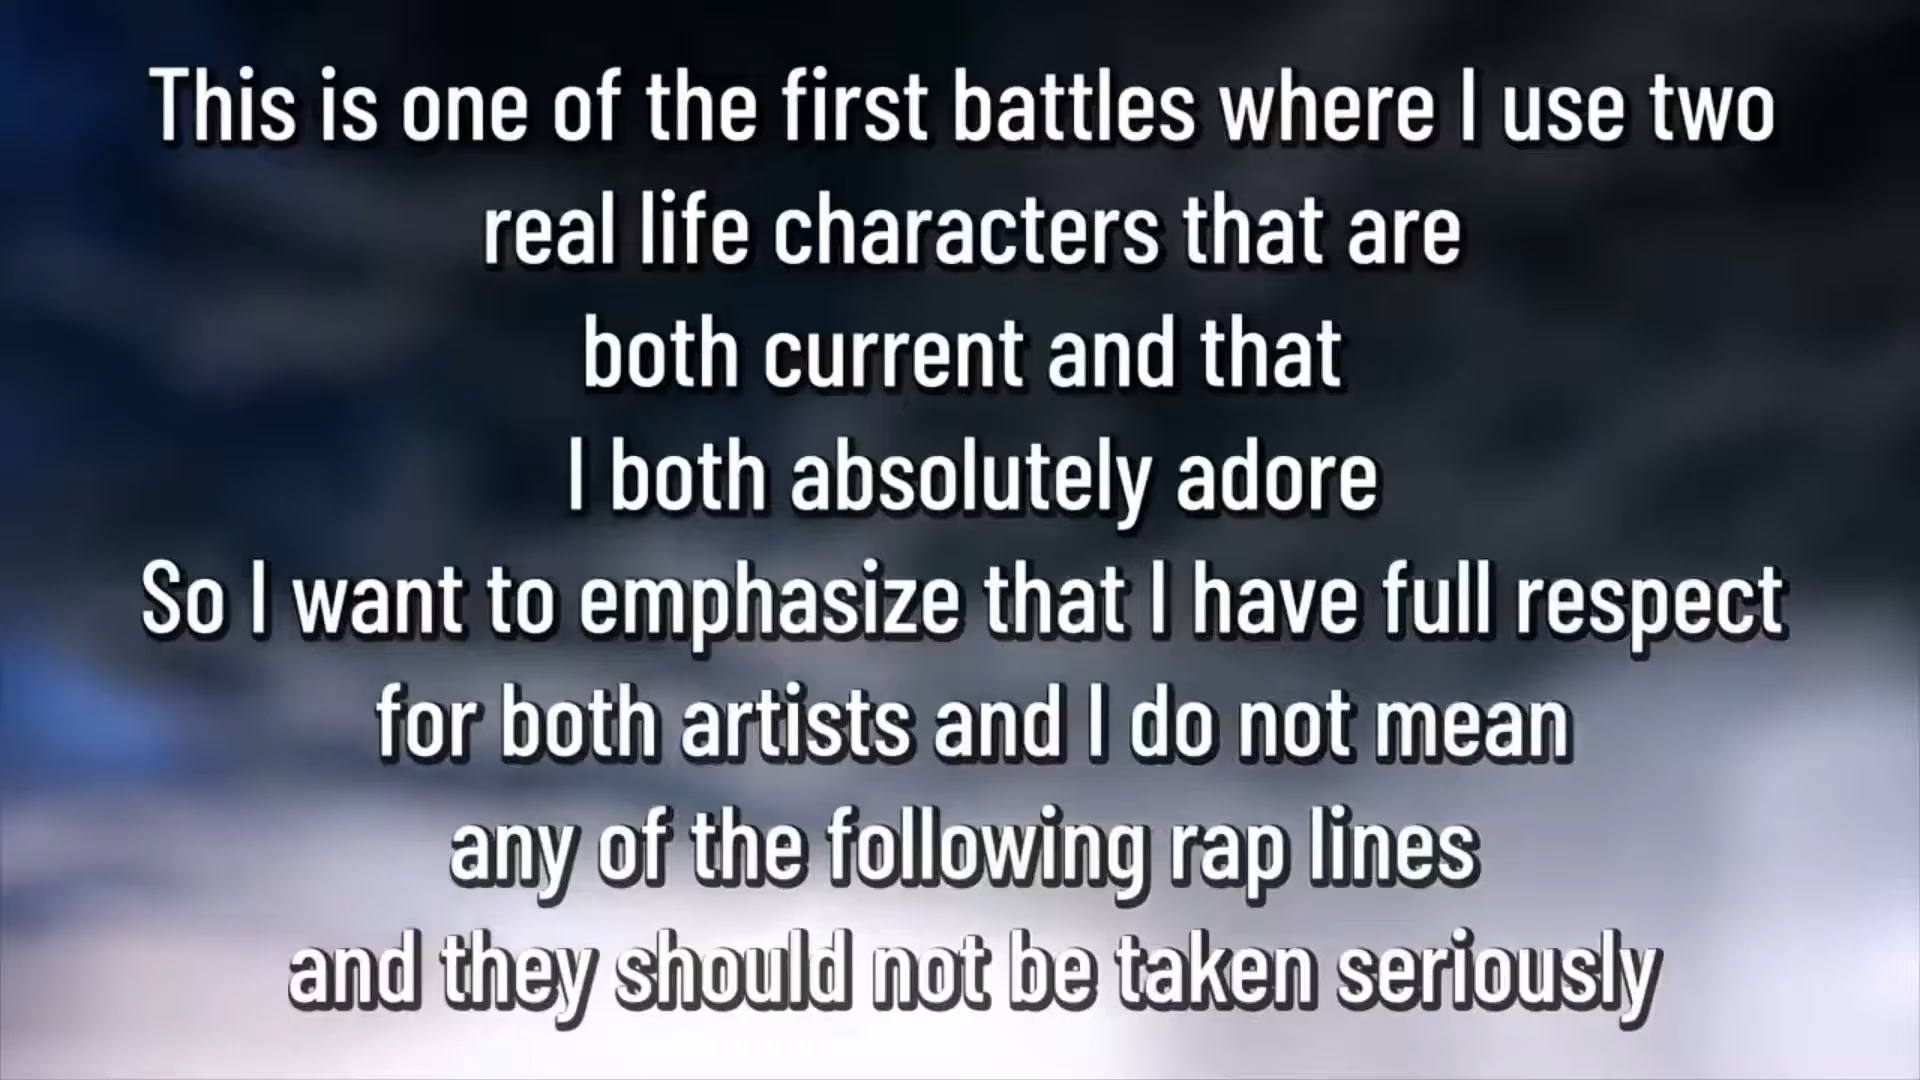 This is one of the first battles where I use two
real life characters that are
both current and that
I both absolutely adore
So I want to emphasize that I have full respect
for both artists and I do not mean
any of the following rap lines
and they should not be taken seriously